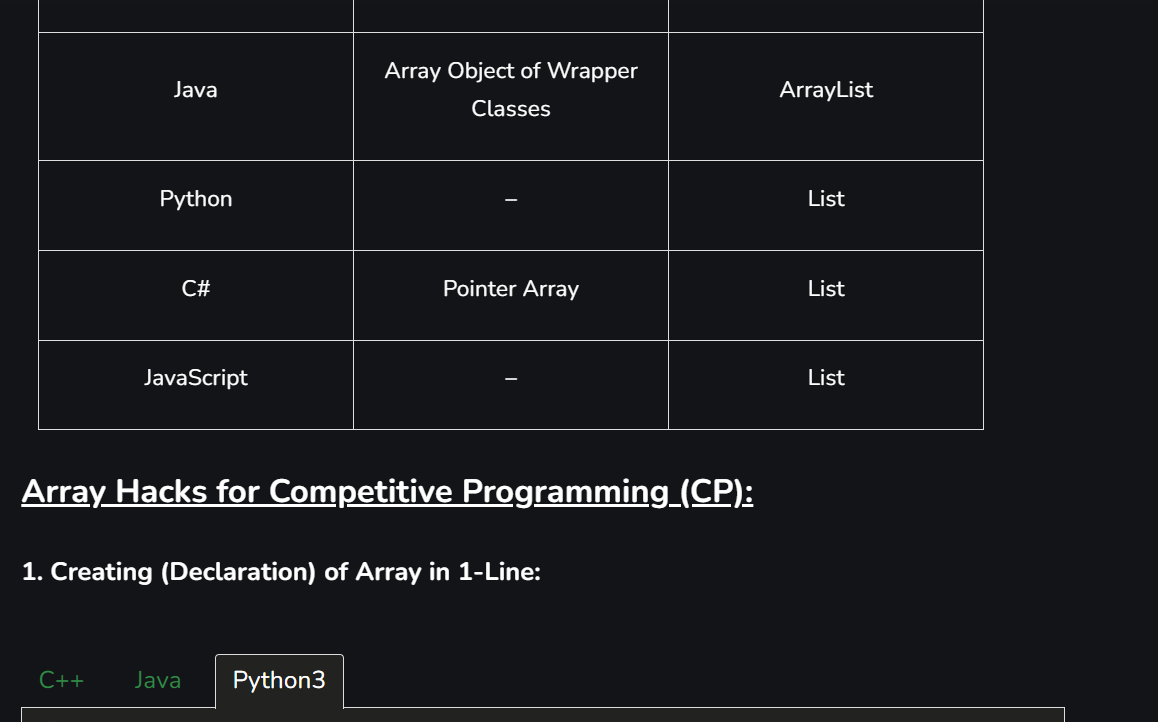 Java
Array Object of Wrapper
Classes
ArrayList
Python
–
List
C#
Pointer Array
List
JavaScript
–
List
Array Hacks for Competitive Programming (CP):
1. Creating (Declaration) of Array in 1-Line:
C++
Java
Python3